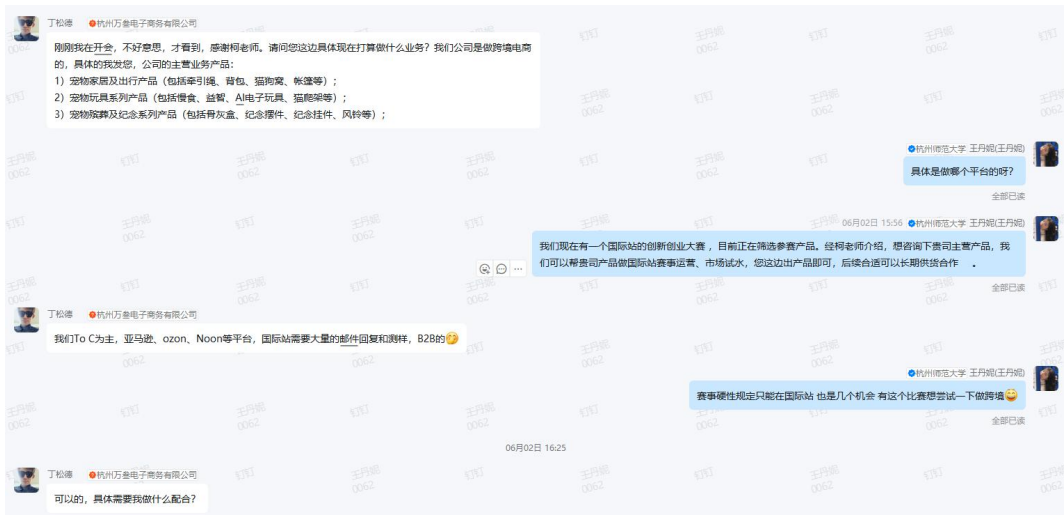 丁松德 杭州万叁电子商务有限公司
刚刚我在开会，不好意思，才看到，感谢柯老师。请问您这边具体现在打算做什么业务？我们公司是做跨境电商
的，具体的我发您，公司的主营业务产品：
1）宠物家居及出行产品（包括牵引绳、背包、猫狗窝、帐篷等）；
2）宠物玩具系列产品（包括慢食、益智、AI电子玩具、猫爬架等）；
3）宠物殡葬及纪念系列产品（包括骨灰盒、纪念摆件、纪念挂件、风铃等）；
杭州师范大学 王丹妮(王丹妮)
具体是做哪个平台的呀？
全部已读
06月02日 15:56 杭州师范大学 王丹妮(王丹妮)
我们现在有一个国际站的创新创业大赛 ，目前正在筛选参赛产品。经柯老师介绍，想咨询下贵司主营产品，我
们可以帮贵司产品做国际站赛事运营、市场试水，您这边出产品即可，后续合适可以长期供货合作 。
全部已读
丁松德 杭州万叁电子商务有限公司
我们To C为主，亚马逊、ozon、Noon等平台，国际站需要大量的邮件回复和测样，B2B的
杭州师范大学 王丹妮(王丹妮)
赛事硬性规定只能在国际站 也是几个机会 有这个比赛想尝试一下做跨境
全部已读
06月02日 16:25
丁松德 杭州万叁电子商务有限公司
可以的，具体需要我做什么配合？
王丹妮
0062
钉钉